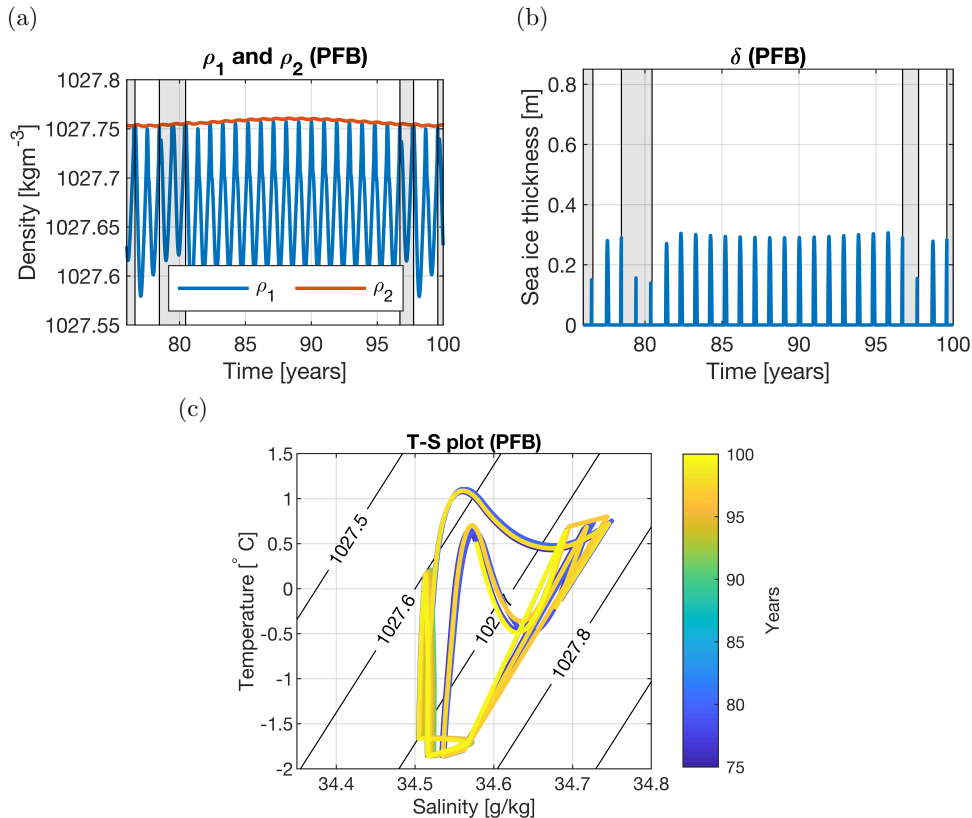 (a)
ρ1 and ρ2 (PFB)
1027.8
1027.75
1027.7
1027.65
1027.6
1027.55
Density [kgm-3]
ρ1 ρ2
80 85 90 95 100
Time [years]
(b)
δ (PFB)
0.8
0.6
0.4
0.2
0
Sea ice thickness [m]
80 85 90 95 100
Time [years]
(c)
T-S plot (PFB)
1.5
1
0.5
0
-0.5
-1
-1.5
-2
Temperature [° C]
1027.5
1027.6
1027.7
1027.8
34.4 34.5 34.6 34.7 34.8
Salinity [g/kg]
100
95
90
85
80
75
Years